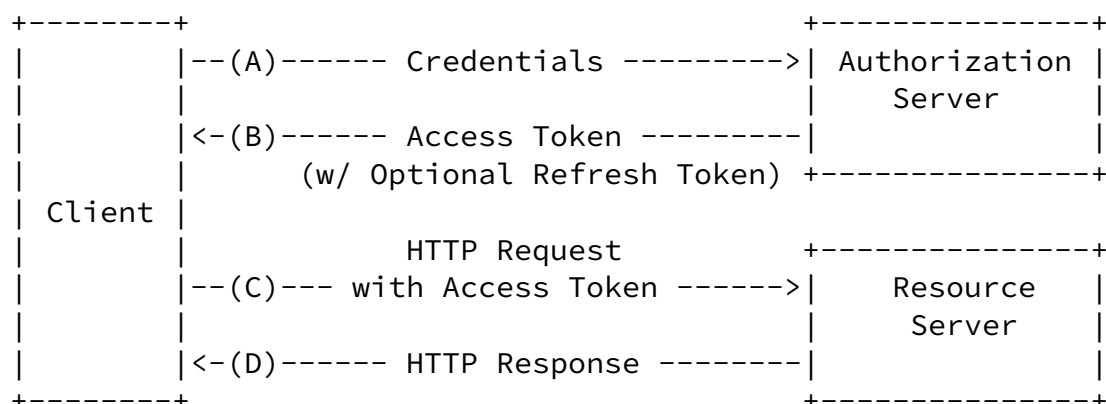 +--------+                                   +---------------+
|        |--(A)------ Credentials --------->| Authorization |
|        |                                   |    Server     |
|        |<-(B)------ Access Token ---------|               |
|        |      (w/ Optional Refresh Token) +---------------+
| Client |
|        |            HTTP Request          +---------------+
|        |--(C)--- with Access Token ------>|    Resource   |
|        |                                   |     Server    |
|        |<-(D)------ HTTP Response --------|               |
+--------+                                   +---------------+